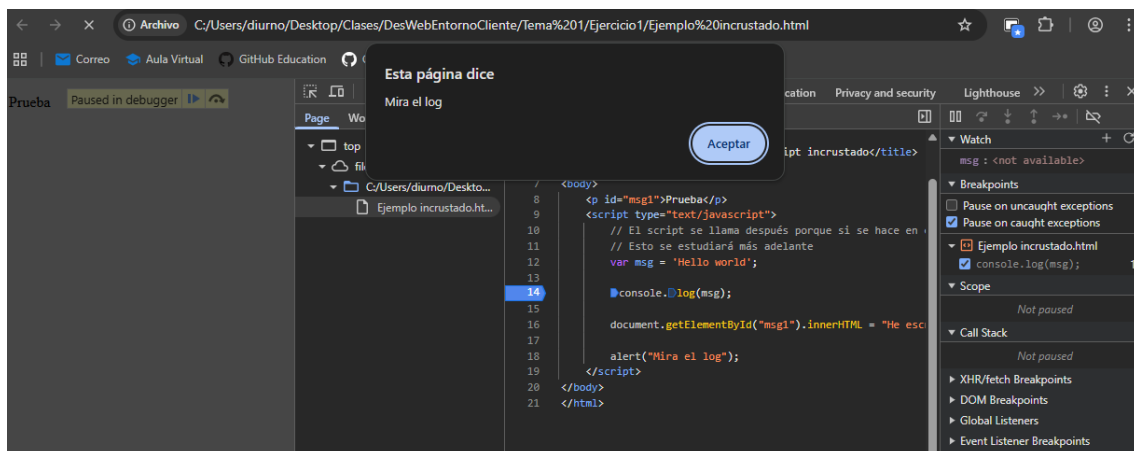 Archivo C:/Users/diurno/Desktop/Clases/DesWebEntornoCliente/Tema%201/Ejercicio1/Ejemplo%20incrustado.html
Correo Aula Virtual GitHub Education
Esta página dice
Mira el log
Aceptar
Prueba Paused in debugger
cation Privacy and security Lighthouse
Page Wo
top
fil
C:/Users/diurno/Deskto...
Ejemplo incrustado.ht...
ipt incrustado</title>
7 <body>
8 <p id="msg1">Prueba</p>
9 <script type="text/javascript">
10 // El script se llama después porque si se hace en
11 // Esto se estudiará más adelante
12 var msg = 'Hello world';
13
14 console.log(msg);
15
16 document.getElementById("msg1").innerHTML = "He esc
17
18 alert("Mira el log");
19 </script>
20 </body>
21 </html>
Watch
msg : <not available>
Breakpoints
Pause on uncaught exceptions
Pause on caught exceptions
Ejemplo incrustado.html
console.log(msg);
Scope
Not paused
Call Stack
Not paused
XHR/fetch Breakpoints
DOM Breakpoints
Global Listeners
Event Listener Breakpoints